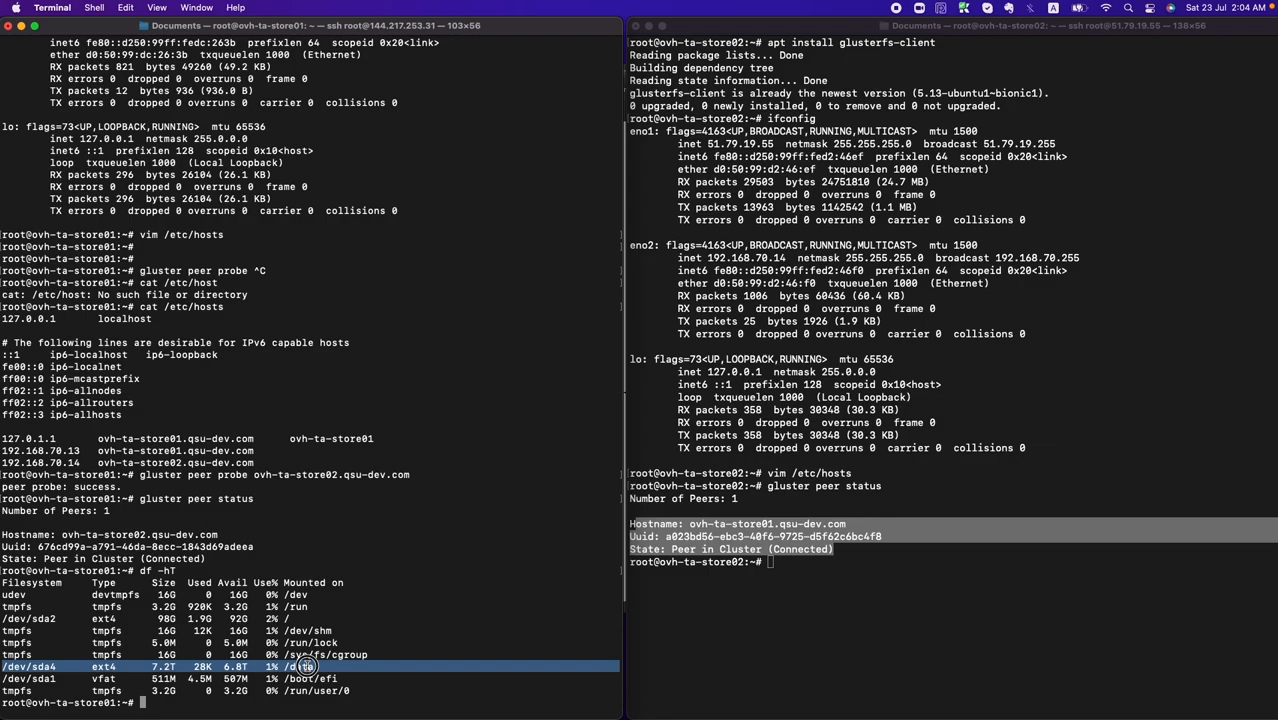 Terminal Shell Edit View Window Help
A Sat 23 Jul 2:04 AM
Documents — root@ovh-ta-store01: ~ — ssh root@144.217.253.31 — 103×56
inet6 fe80::d250:99ff:fedc:263b prefixlen 64 scopeid 0x20<link>
ether d0:50:99:dc:26:3b txqueuelen 1000 (Ethernet)
RX packets 821 bytes 49260 (49.2 KB)
RX errors 0 dropped 0 overruns 0 frame 0
TX packets 12 bytes 936 (936.0 B)
TX errors 0 dropped 0 overruns 0 carrier 0 collisions 0
lo: flags=73<UP,LOOPBACK,RUNNING> mtu 65536
inet 127.0.0.1 netmask 255.0.0.0
inet6 ::1 prefixlen 128 scopeid 0x10<host>
loop txqueuelen 1000 (Local Loopback)
RX packets 296 bytes 26104 (26.1 KB)
RX errors 0 dropped 0 overruns 0 frame 0
TX packets 296 bytes 26104 (26.1 KB)
TX errors 0 dropped 0 overruns 0 carrier 0 collisions 0
root@ovh-ta-store01:~# vim /etc/hosts
root@ovh-ta-store01:~#
root@ovh-ta-store01:~#
root@ovh-ta-store01:~# gluster peer probe ^C
root@ovh-ta-store01:~# cat /etc/host
cat: /etc/host: No such file or directory
root@ovh-ta-store01:~# cat /etc/hosts
127.0.0.1 localhost
# The following lines are desirable for IPv6 capable hosts
::1 ip6-localhost ip6-loopback
fe00::0 ip6-localnet
ff00::0 ip6-mcastprefix
ff02::1 ip6-allnodes
ff02::2 ip6-allrouters
ff02::3 ip6-allhosts
127.0.1.1 ovh-ta-store01.qsu-dev.com ovh-ta-store01
192.168.70.13 ovh-ta-store01.qsu-dev.com
192.168.70.14 ovh-ta-store02.qsu-dev.com
root@ovh-ta-store01:~# gluster peer probe ovh-ta-store02.qsu-dev.com
peer probe: success.
root@ovh-ta-store01:~# gluster peer status
Number of Peers: 1
Hostname: ovh-ta-store02.qsu-dev.com
Uuid: 676cd99a-a791-46da-8ecc-1843d69adeea
State: Peer in Cluster (Connected)
root@ovh-ta-store01:~# df -hT
Filesystem Type Size Used Avail Use% Mounted on
udev devtmpfs 16G 0 16G 0% /dev
tmpfs tmpfs 3.2G 920K 3.2G 1% /run
/dev/sda2 ext4 98G 1.9G 92G 2% /
tmpfs tmpfs 16G 12K 16G 1% /dev/shm
tmpfs tmpfs 5.0M 0 5.0M 0% /run/lock
tmpfs tmpfs 16G 0 16G 0% /sys/fs/cgroup
/dev/sda4 ext4 7.2T 28K 6.8T 1% /data
/dev/sda1 vfat 511M 4.5M 507M 1% /boot/efi
tmpfs tmpfs 3.2G 0 3.2G 0% /run/user/0
root@ovh-ta-store01:~#
Documents — root@ovh-ta-store02: ~ — ssh root@51.79.19.55 — 138×56
root@ovh-ta-store02:~# apt install glusterfs-client
Reading package lists... Done
Building dependency tree
Reading state information... Done
glusterfs-client is already the newest version (5.13-ubuntu1~bionic1).
0 upgraded, 0 newly installed, 0 to remove and 0 not upgraded.
root@ovh-ta-store02:~# ifconfig
eno1: flags=4163<UP,BROADCAST,RUNNING,MULTICAST> mtu 1500
inet 51.79.19.55 netmask 255.255.255.0 broadcast 51.79.19.255
inet6 fe80::d250:99ff:fed2:46ef prefixlen 64 scopeid 0x20<link>
ether d0:50:99:d2:46:ef txqueuelen 1000 (Ethernet)
RX packets 29503 bytes 24751810 (24.7 MB)
RX errors 0 dropped 0 overruns 0 frame 0
TX packets 13963 bytes 1142542 (1.1 MB)
TX errors 0 dropped 0 overruns 0 carrier 0 collisions 0
eno2: flags=4163<UP,BROADCAST,RUNNING,MULTICAST> mtu 1500
inet 192.168.70.14 netmask 255.255.255.0 broadcast 192.168.70.255
inet6 fe80::d250:99ff:fed2:46f0 prefixlen 64 scopeid 0x20<link>
ether d0:50:99:d2:46:f0 txqueuelen 1000 (Ethernet)
RX packets 1006 bytes 60436 (60.4 KB)
RX errors 0 dropped 0 overruns 0 frame 0
TX packets 25 bytes 1926 (1.9 KB)
TX errors 0 dropped 0 overruns 0 carrier 0 collisions 0
lo: flags=73<UP,LOOPBACK,RUNNING> mtu 65536
inet 127.0.0.1 netmask 255.0.0.0
inet6 ::1 prefixlen 128 scopeid 0x10<host>
loop txqueuelen 1000 (Local Loopback)
RX packets 358 bytes 30348 (30.3 KB)
RX errors 0 dropped 0 overruns 0 frame 0
TX packets 358 bytes 30348 (30.3 KB)
TX errors 0 dropped 0 overruns 0 carrier 0 collisions 0
root@ovh-ta-store02:~# vim /etc/hosts
root@ovh-ta-store02:~# gluster peer status
Number of Peers: 1
Hostname: ovh-ta-store01.qsu-dev.com
Uuid: a023bd56-ebc3-40f6-9725-d5f62c6bc4f8
State: Peer in Cluster (Connected)
root@ovh-ta-store02:~#